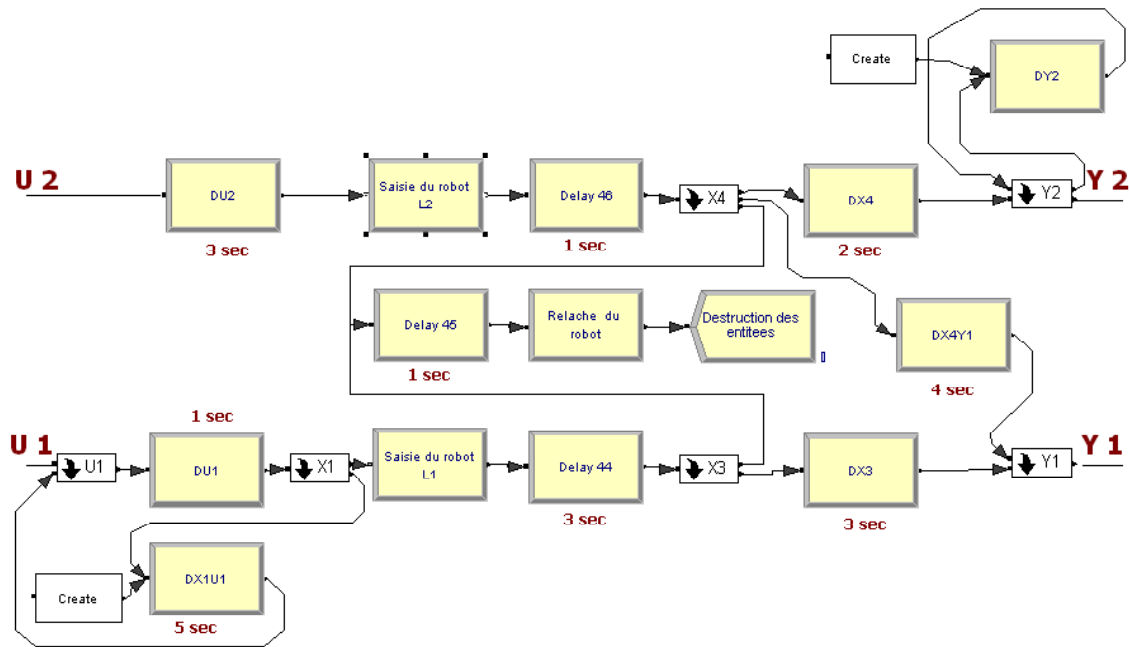 Create
DY2
U 2
DU2
3 sec
Saisie du robot
L2
Delay 46
1 sec
X4
DX4
2 sec
Y2
Y 2
Delay 45
1 sec
Relache du
robot
Destruction des
entitees
DX4Y1
4 sec
U 1
U1
1 sec
DU1
X1
Saisie du robot
L1
Delay 44
3 sec
X3
DX3
3 sec
Y1
Y 1
Create
DX1U1
5 sec